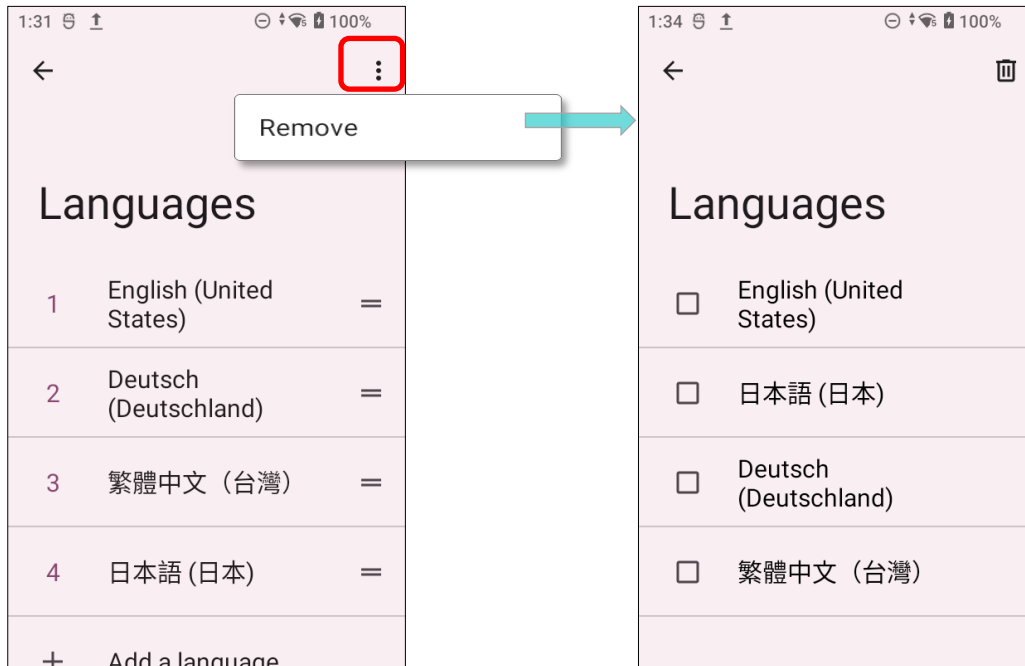 1:31 100%
Remove
Languages
1 English (United
States)
2 Deutsch
(Deutschland)
3 繁體中文（台灣）
4 日本語 (日本)
+ Add a language
1:34 100%
Languages
English (United
States)
日本語 (日本)
Deutsch
(Deutschland)
繁體中文（台灣）